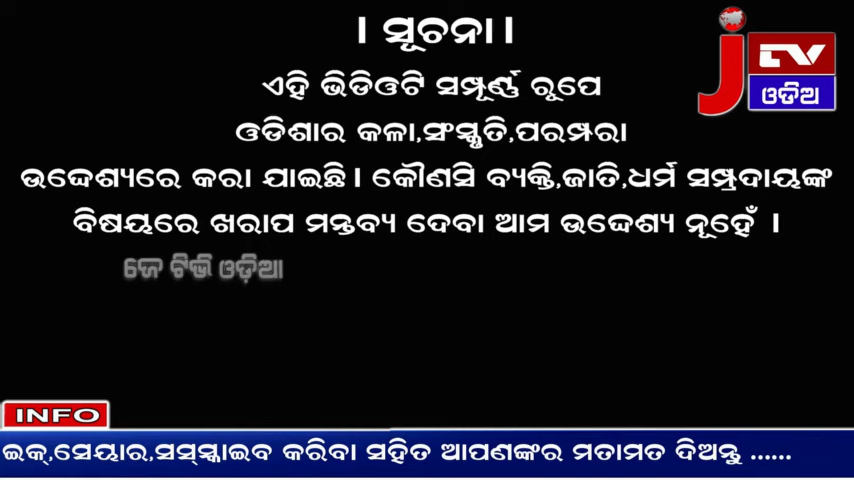 । ସୂଚନା ।
ଏହି ଭିଡିଓଟି ସମ୍ପୂର୍ଣ୍ଣ ରୂପେ
ଓଡିଶାର କଳା,ସଂସ୍କୃତି,ପରମ୍ପରା
ଉଦ୍ଦେଶ୍ୟରେ କରା ଯାଇଛି । କୌଣସି ବ୍ୟକ୍ତି,ଜାତି,ଧର୍ମ ସମ୍ପ୍ରଦାୟଙ୍କ
ବିଷୟରେ ଖରାପ ମନ୍ତବ୍ୟ ଦେବା ଆମ ଉଦ୍ଦେଶ୍ୟ ନୂହେଁ ।
ଜେ ଟିଭି ଓଡ଼ିଆ
j TV
ଓଡିଆ
INFO
ଇକ୍,ସେୟାର,ସସ୍‌ସ୍କ୍ରାଇବ କରିବା ସହିତ ଆପଣଙ୍କର ମତାମତ ଦିଅନ୍ତୁ ......